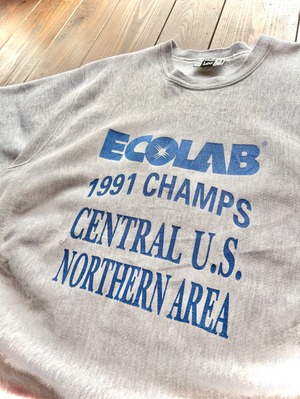 ECOLAB®
1991 CHAMPS
CENTRAL U.S.
NORTHERN AREA